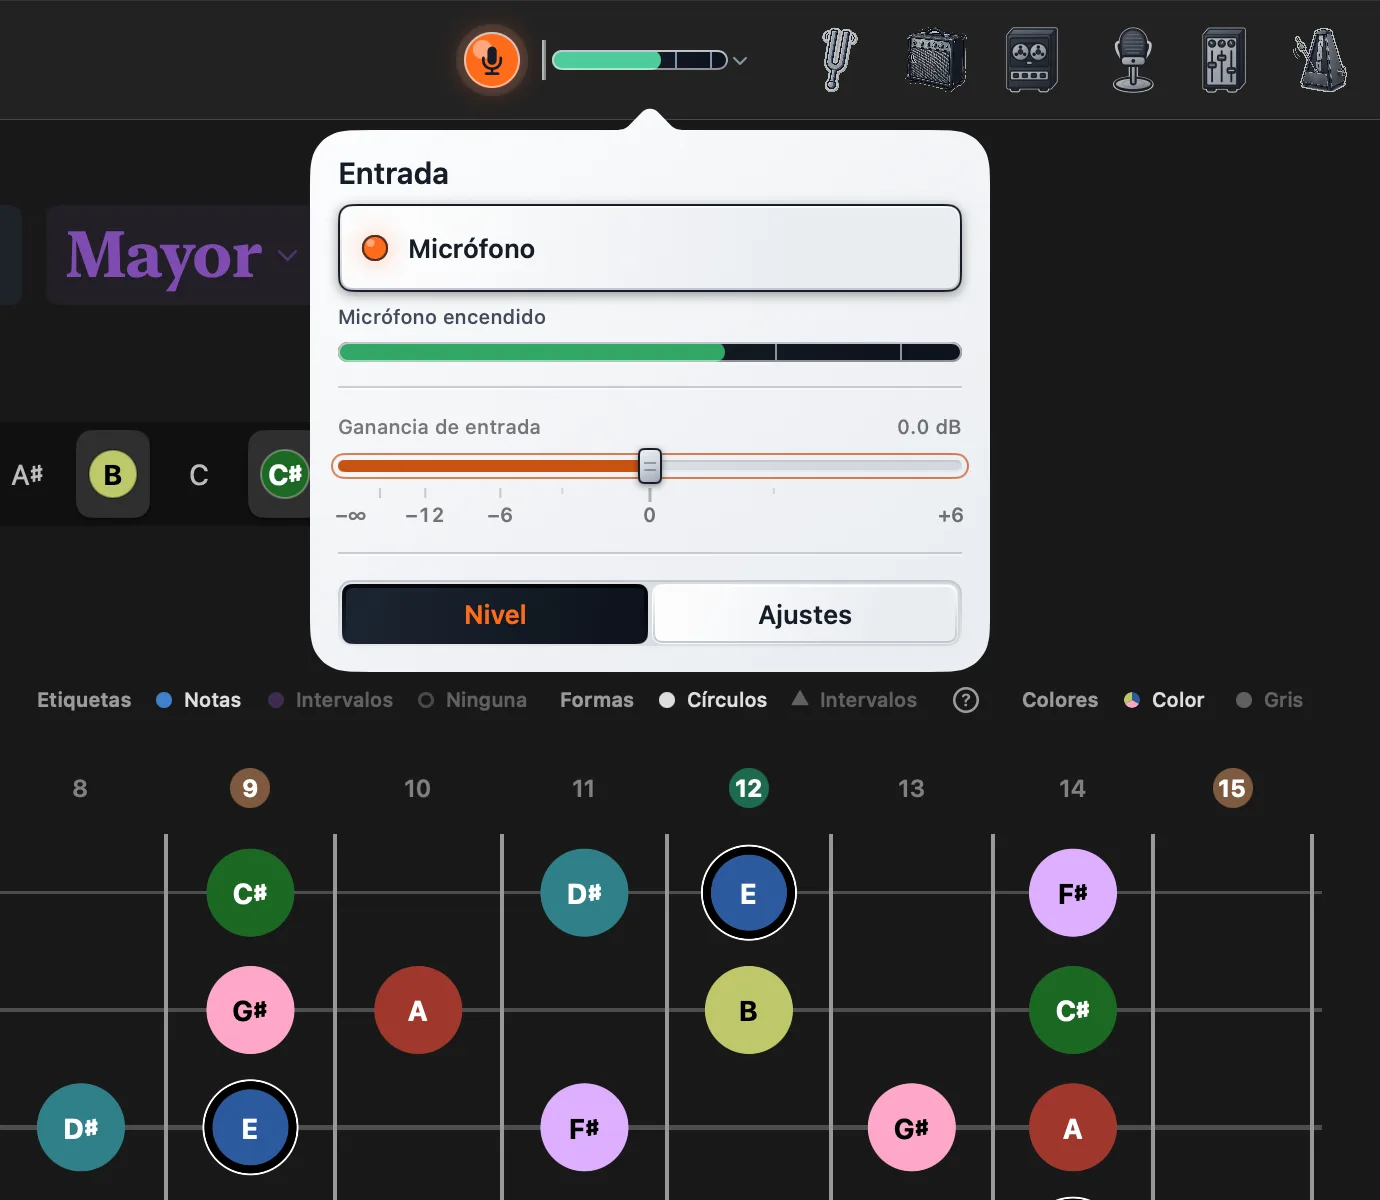 Entrada
Micrófono
Micrófono encendido
Mayor
Ganancia de entrada 0.0 dB
−∞ −12 −6 0 +6
A# B C C#
Nivel Ajustes
Etiquetas Notas Intervalos Ninguna Formas Círculos Intervalos ? Colores Color Gris
8 9 10 11 12 13 14 15
C# D# E F#
G# A B C#
D# E F# G# A